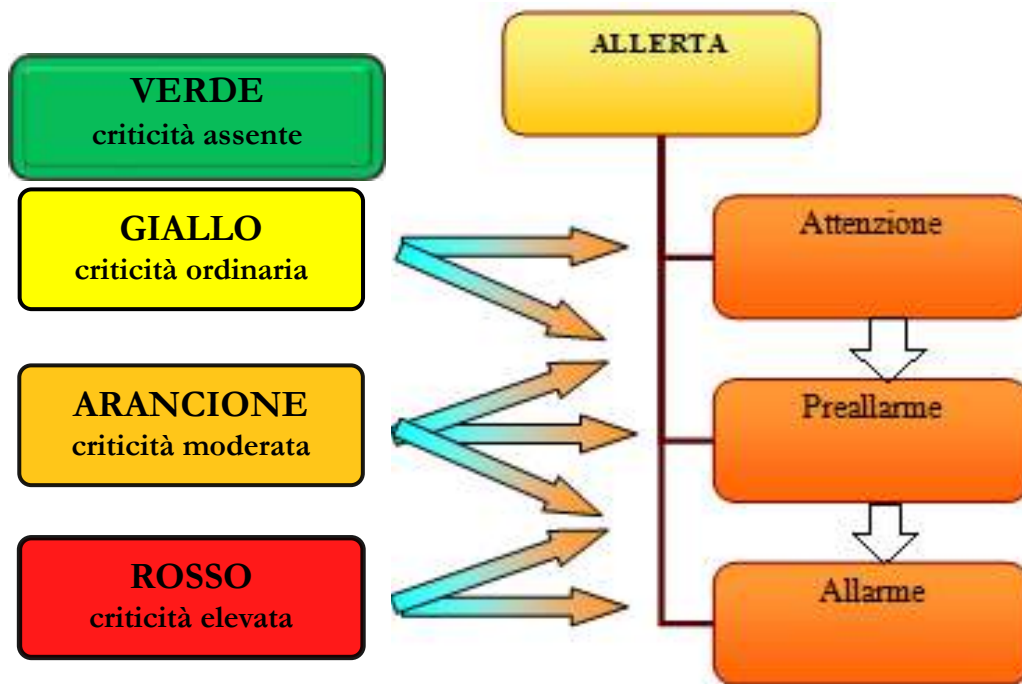 VERDE
criticità assente
GIALLO
criticità ordinaria
ARANCIONE
criticità moderata
ROSSO
criticità elevata
ALLERTA
Attenzione
Preallarme
Allarme